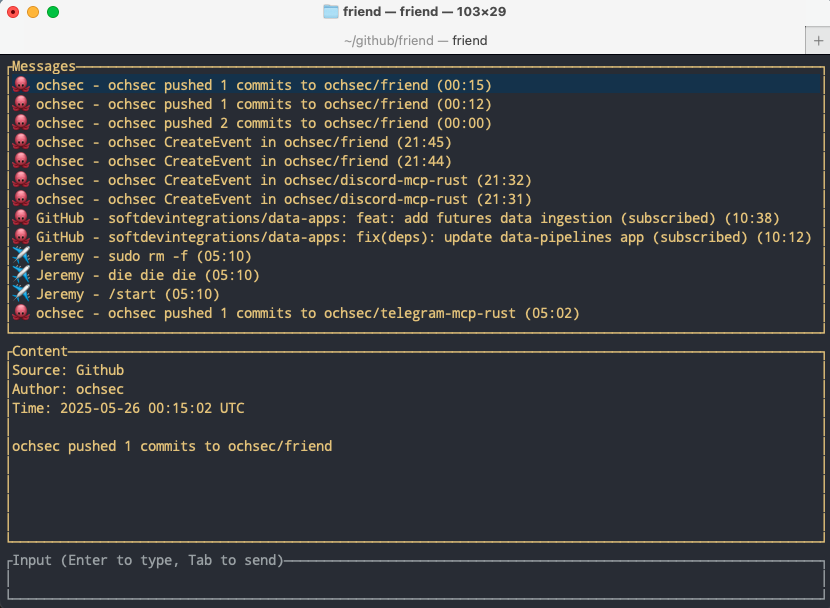 friend — friend — 103×29
~/github/friend — friend
+
Messages
ochsec - ochsec pushed 1 commits to ochsec/friend (00:15)
ochsec - ochsec pushed 1 commits to ochsec/friend (00:12)
ochsec - ochsec pushed 2 commits to ochsec/friend (00:00)
ochsec - ochsec CreateEvent in ochsec/friend (21:45)
ochsec - ochsec CreateEvent in ochsec/friend (21:44)
ochsec - ochsec CreateEvent in ochsec/discord-mcp-rust (21:32)
ochsec - ochsec CreateEvent in ochsec/discord-mcp-rust (21:31)
GitHub - softdevintegrations/data-apps: feat: add futures data ingestion (subscribed) (10:38)
GitHub - softdevintegrations/data-apps: fix(deps): update data-pipelines app (subscribed) (10:12)
Jeremy - sudo rm -f (05:10)
Jeremy - die die die (05:10)
Jeremy - /start (05:10)
ochsec - ochsec pushed 1 commits to ochsec/telegram-mcp-rust (05:02)
Content
Source: Github
Author: ochsec
Time: 2025-05-26 00:15:02 UTC
ochsec pushed 1 commits to ochsec/friend
Input (Enter to type, Tab to send)